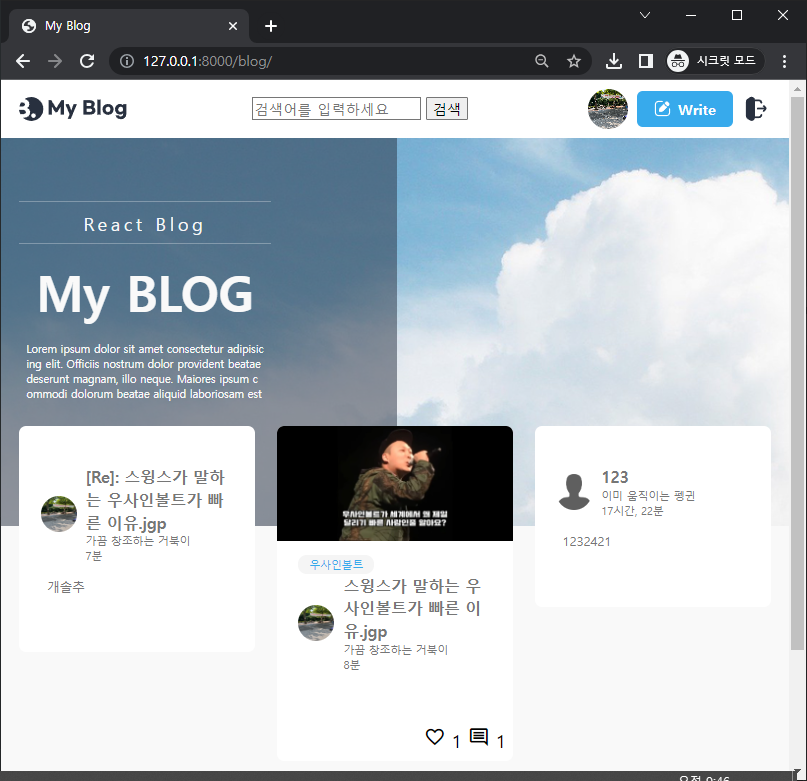 My Blog
127.0.0.1:8000/blog/
시크릿 모드
My Blog
검색어를 입력하세요
검색
Write
React Blog
My BLOG
Lorem ipsum dolor sit amet consectetur adipisic
ing elit. Officiis nostrum dolor provident beatae
deserunt magnam, illo neque. Maiores ipsum c
ommodi dolorum beatae aliquid laboriosam est
[Re]: 스윙스가 말하
는 우사인볼트가 빠
른 이유.jgp
가끔 창조하는 거북이
7분
개솔추
우사인볼트가 세계에서 왜 제일
달리기 빠른 사람인줄 알아요?
우사인볼트
스윙스가 말하는 우
사인볼트가 빠른 이
유.jgp
가끔 창조하는 거북이
8분
1 1
123
이미 움직이는 펭귄
17시간, 22분
1232421